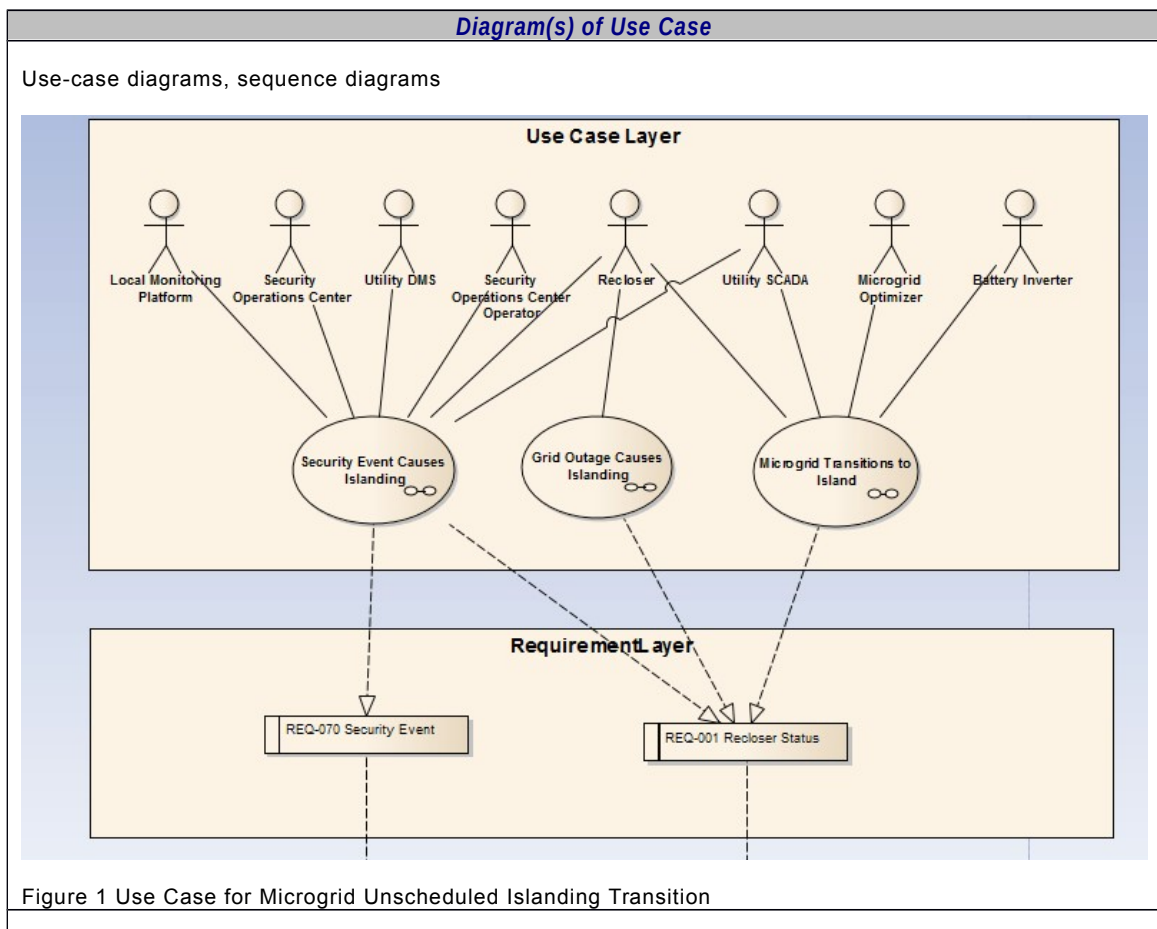 Diagram(s) of Use Case
Use-case diagrams, sequence diagrams
Use Case Layer
Local Monitoring
Platform
Security
Operations Center
Utility DMS
Security
Operations Center
Operator
Recloser
Utility SCADA
Microgrid
Optimizer
Battery Inverter
Security Event Causes
Islanding
Grid Outage Causes
Islanding
Microgrid Transitions to
Island
RequirementLayer
REQ-070 Security Event
REQ-001 Recloser Status
Figure 1 Use Case for Microgrid Unscheduled Islanding Transition